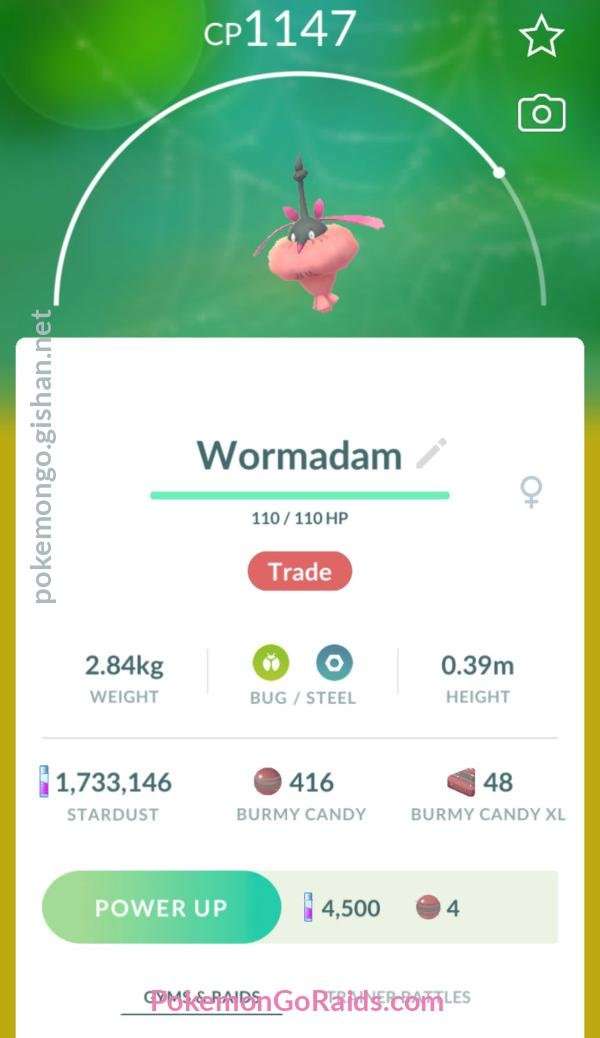 CP1147
pokemongo.gishan.net
Wormadam
110 / 110 HP
Trade
2.84kg
WEIGHT
BUG / STEEL
0.39m
HEIGHT
1,733,146
STARDUST
416
BURMY CANDY
48
BURMY CANDY XL
POWER UP
4,500
4
GYMS & RAIDS
TRAINER BATTLES
PokemonGoRaids.com